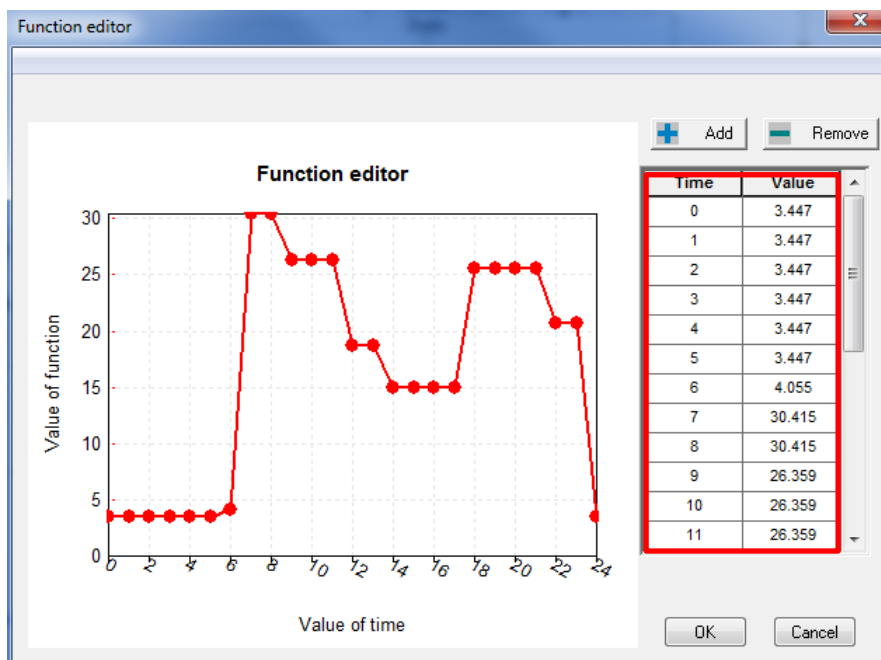 Function editor
x
Add
Remove
Function editor
Time Value
0 3.447
1 3.447
2 3.447
3 3.447
4 3.447
5 3.447
6 4.055
7 30.415
8 30.415
9 26.359
10 26.359
11 26.359
30
25
20
15
10
5
0
Value of function
0 2 4 6 8 10 12 14 16 18 20 22 24
Value of time
OK
Cancel